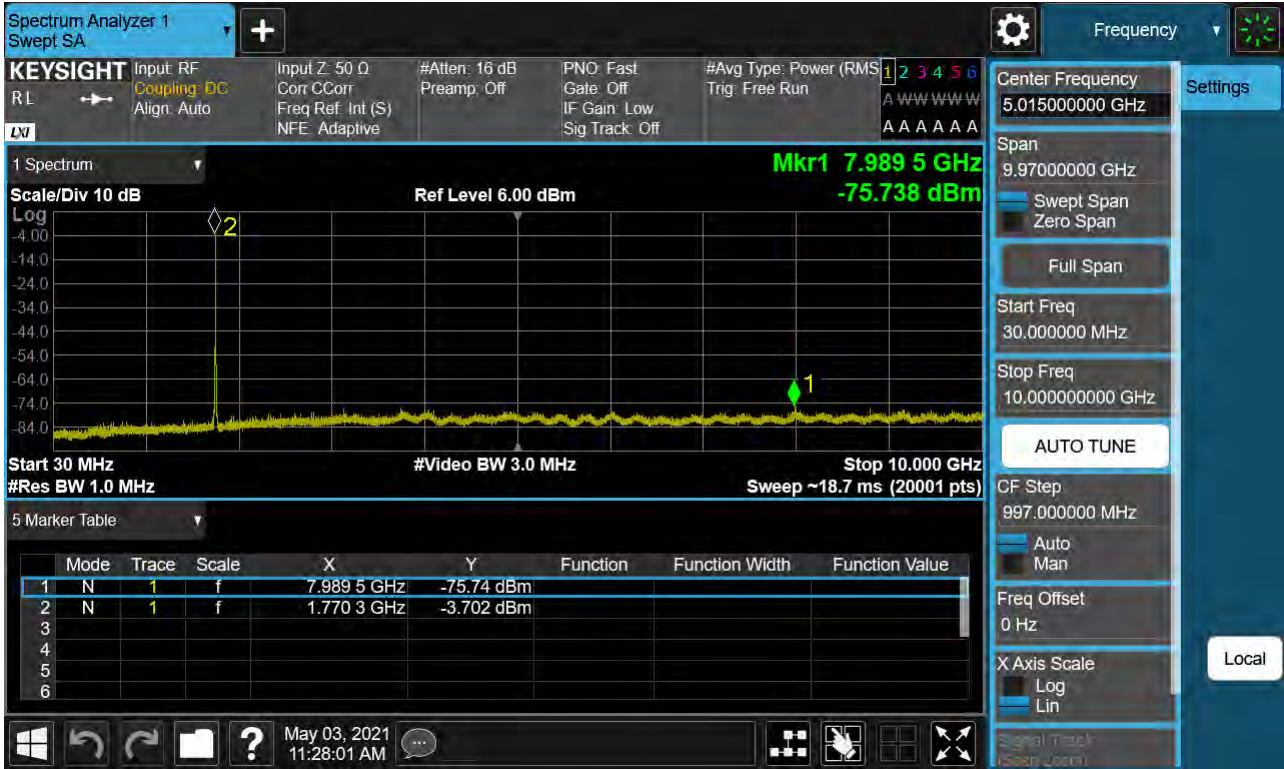 Spectrum Analyzer 1
Swept SA
+
Frequency
KEYSIGHT
RL
LXI
Input: RF
Coupling: DC
Align: Auto
Input Z: 50 Ω
Corr CCorr
Freq Ref: Int (S)
NFE: Adaptive
#Atten: 16 dB
Preamp: Off
PNO: Fast
Gate: Off
IF Gain: Low
Sig Track: Off
#Avg Type: Power (RMS
Trig: Free Run
1 2 3 4 5 6
A W W W W W
A A A A A A
1 Spectrum
Mkr1 7.989 5 GHz
Scale/Div 10 dB
Ref Level 6.00 dBm
-75.738 dBm
Log
2
-4.00
-14.0
-24.0
-34.0
-44.0
-54.0
-64.0
1
-74.0
-84.0
Start 30 MHz
#Video BW 3.0 MHz
Stop 10.000 GHz
#Res BW 1.0 MHz
Sweep ~18.7 ms (20001 pts)
5 Marker Table
Mode Trace Scale X Y Function Function Width Function Value
1 N 1 f 7.989 5 GHz -75.74 dBm
2 N 1 f 1.770 3 GHz -3.702 dBm
3
4
5
6
?
May 03, 2021
11:28:01 AM
Center Frequency
5.015000000 GHz
Span
9.97000000 GHz
Swept Span
Zero Span
Full Span
Start Freq
30.000000 MHz
Stop Freq
10.000000000 GHz
AUTO TUNE
CF Step
997.000000 MHz
Auto
Man
Freq Offset
0 Hz
X Axis Scale
Log
Lin
Signal Track
(Span Zoom)
Settings
Local